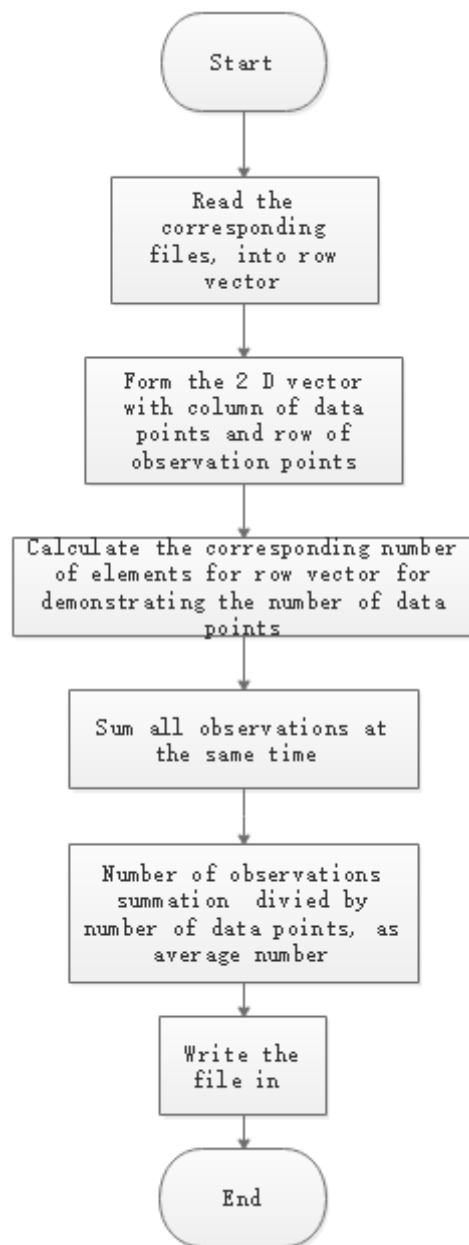 Start
Read the
corresponding
files, into row
vector
Form the 2 D vector
with column of data
points and row of
observation points
Calculate the corresponding number
of elements for row vector for
demonstrating the number of data
points
Sum all observations at
the same time
Number of observations
summation divied by
number of data points, as
average number
Write the
file in
End